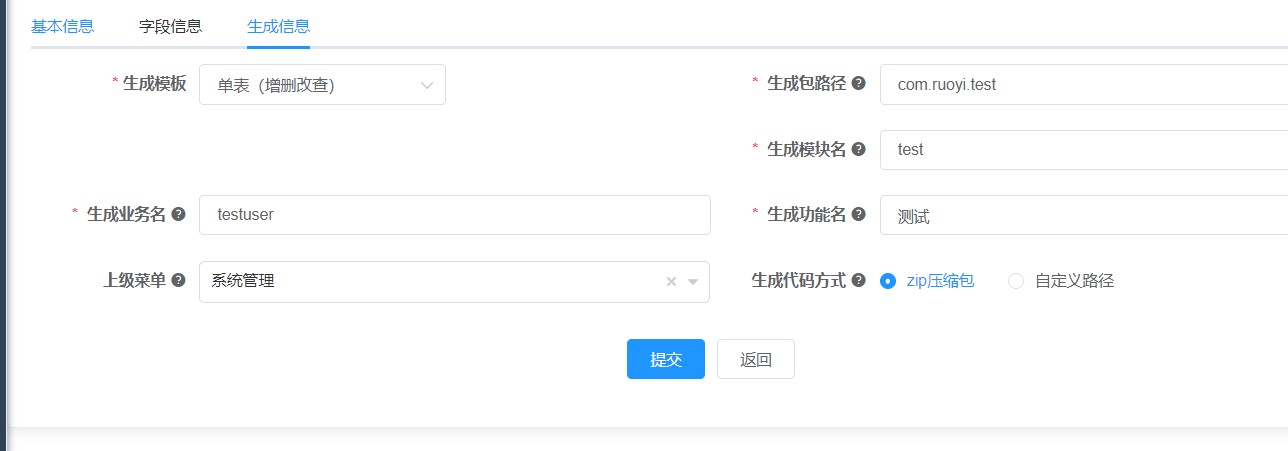 基本信息 字段信息 生成信息
* 生成模板 单表（增删改查） * 生成包路径 com.ruoyi.test
* 生成模块名 test
* 生成业务名 testuser * 生成功能名 测试
上级菜单 系统管理 生成代码方式 zip压缩包 自定义路径
提交 返回